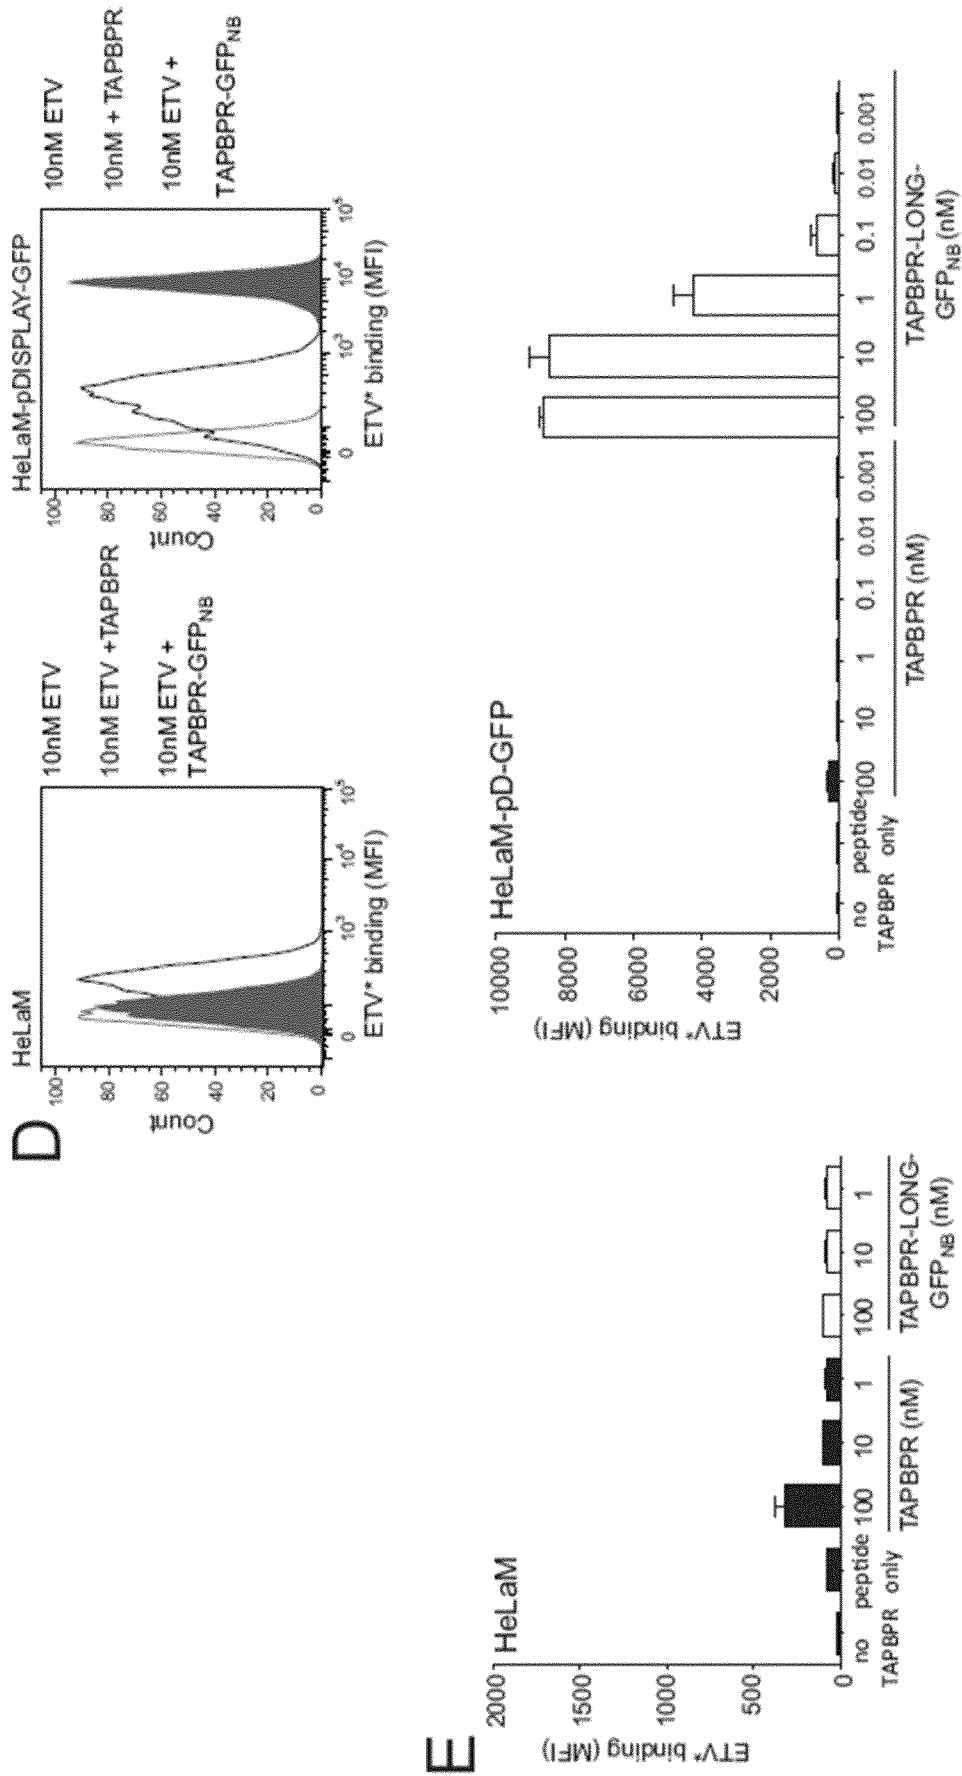 D
HeLaM
Count
100
80
60
40
20
0
0
10³
10⁴
10⁵
ETV* binding (MFI)
10nM ETV
10nM ETV +TAPBPR
10nM ETV +
TAPBPR-GFPNB
HeLaM-pDISPLAY-GFP
Count
100
80
60
40
20
0
0
10³
10⁴
10⁵
ETV* binding (MFI)
10nM ETV
10nM + TAPBPR
10nM ETV +
TAPBPR-GFPNB
E
HeLaM
ETV* binding (MFI)
2000
1500
1000
500
0
no peptide 100 10 1 100 10 1
TAPBPR only
TAPBPR (nM)
TAPBPR-LONG-
GFPNB (nM)
HeLaM-pD-GFP
ETV* binding (MFI)
10000
8000
6000
4000
2000
0
no peptide 100 10 1 0.1 0.01 0.001 100 10 1 0.1 0.01 0.001
TAPBPR only
TAPBPR (nM)
TAPBPR-LONG-
GFPNB (nM)